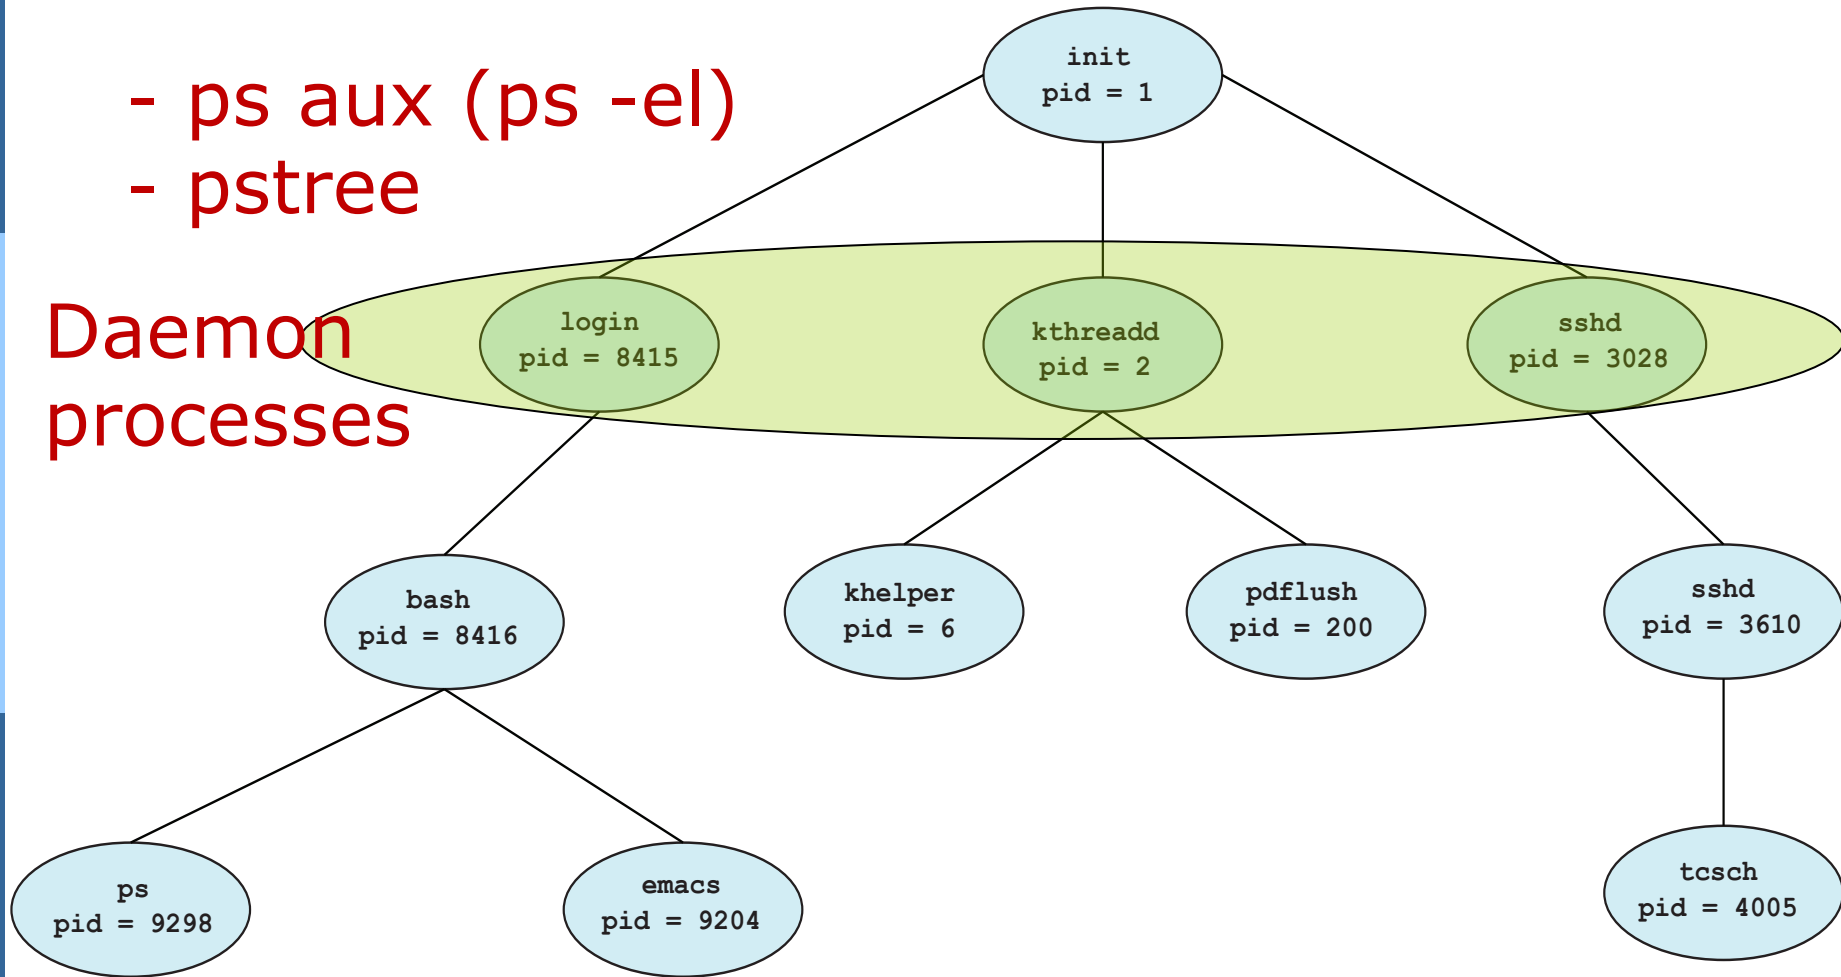 - ps aux (ps -el)
- pstree
init
pid = 1
Daemon
processes
login
pid = 8415
kthreadd
pid = 2
sshd
pid = 3028
bash
pid = 8416
khelper
pid = 6
pdflush
pid = 200
sshd
pid = 3610
ps
pid = 9298
emacs
pid = 9204
tcsch
pid = 4005